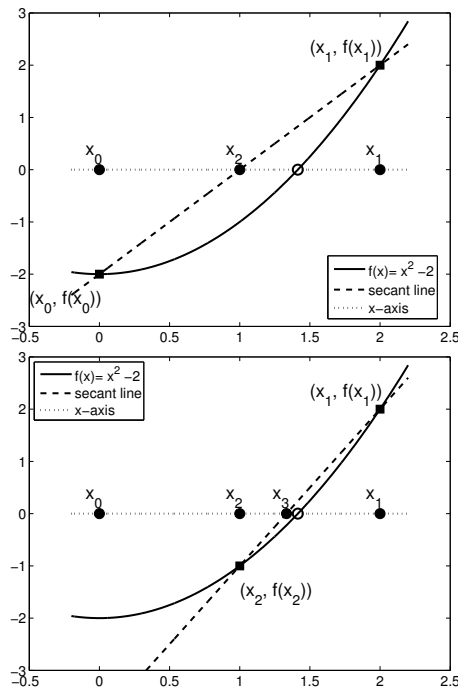 3
2
1
0
−1
−2
−3
(x₁, f(x₁))
x₀
x₂
x₁
(x₀, f(x₀))
f(x)= x² −2
secant line
x−axis
−0.5 0 0.5 1 1.5 2 2.5
3
2
1
0
−1
−2
−3
f(x)= x² −2
secant line
x−axis
(x₁, f(x₁))
x₀
x₂
x₃
x₁
(x₂, f(x₂))
−0.5 0 0.5 1 1.5 2 2.5